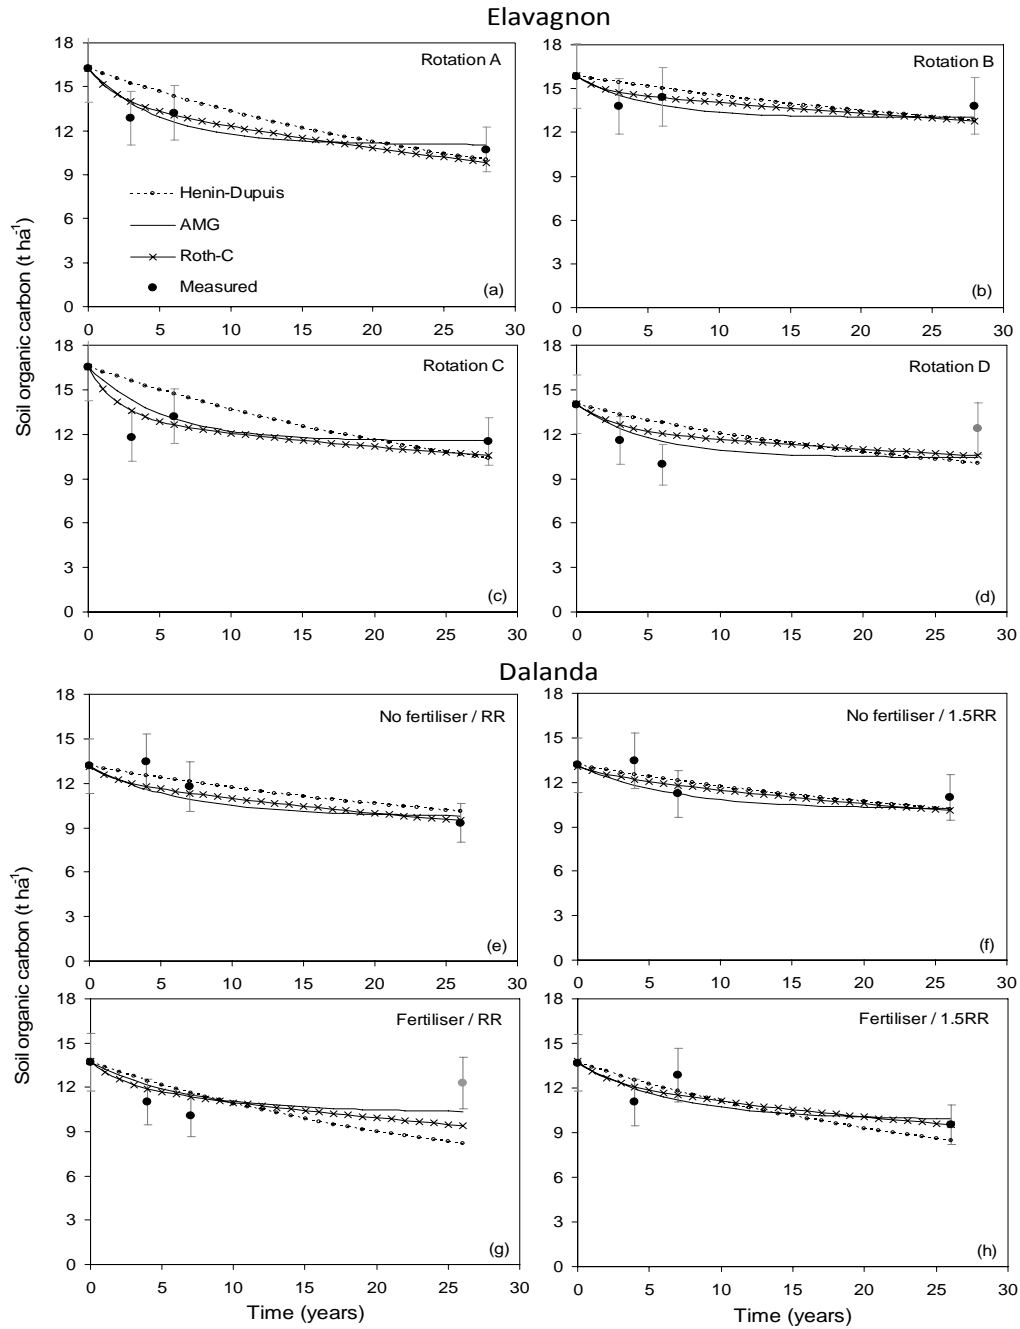 Elavagnon
Soil organic carbon (t ha-1)
18
15
12
9
6
3
0
Rotation A
Henin-Dupuis
AMG
Roth-C
Measured
(a)
0 5 10 15 20 25 30
18
15
12
9
6
3
0
Rotation B
(b)
0 5 10 15 20 25 30
18
15
12
9
6
3
0
Rotation C
(c)
0 5 10 15 20 25 30
18
15
12
9
6
3
0
Rotation D
(d)
0 5 10 15 20 25 30
Dalanda
Soil organic carbon (t ha-1)
18
15
12
9
6
3
0
No fertiliser / RR
(e)
0 5 10 15 20 25 30
18
15
12
9
6
3
0
No fertiliser / 1.5RR
(f)
0 5 10 15 20 25 30
18
15
12
9
6
3
0
Fertiliser / RR
(g)
0 5 10 15 20 25 30
Time (years)
18
15
12
9
6
3
0
Fertiliser / 1.5RR
(h)
0 5 10 15 20 25 30
Time (years)